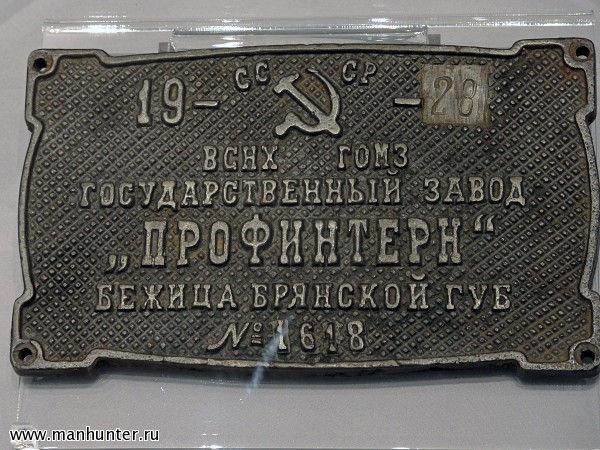 СС СР
19- -28
ВСНХ ГОМЗ
ГОСУДАРСТВЕННЫЙ ЗАВОД
„ПРОФИНТЕРН“
БЕЖИЦА БРЯНСКОЙ ГУБ
№ 1618
www.manhunter.ru